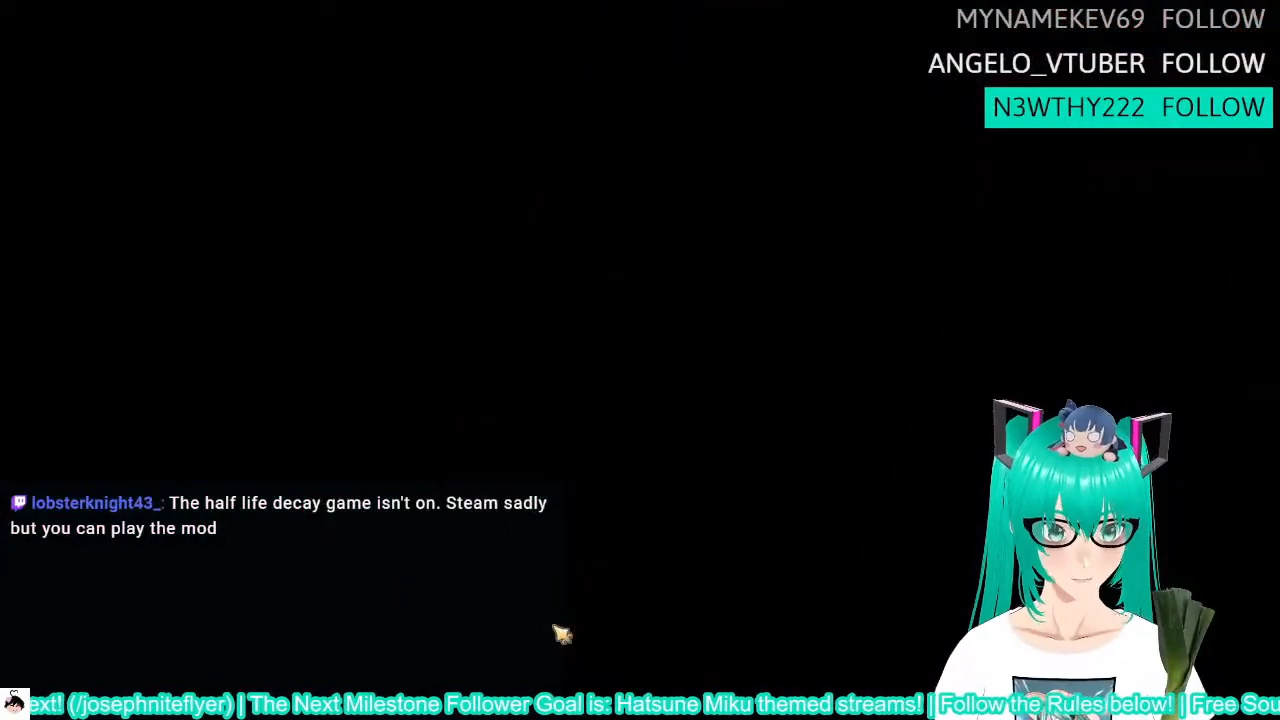 MYNAMEKEV69 FOLLOW
ANGELO_VTUBER FOLLOW
N3WTHY222 FOLLOW
lobsterknight43_: The half life decay game isn't on. Steam sadly
but you can play the mod
ext! (/josephniteflyer) | The Next Milestone Follower Goal is: Hatsune Miku themed streams! | Follow the Rules below! | Free Sou